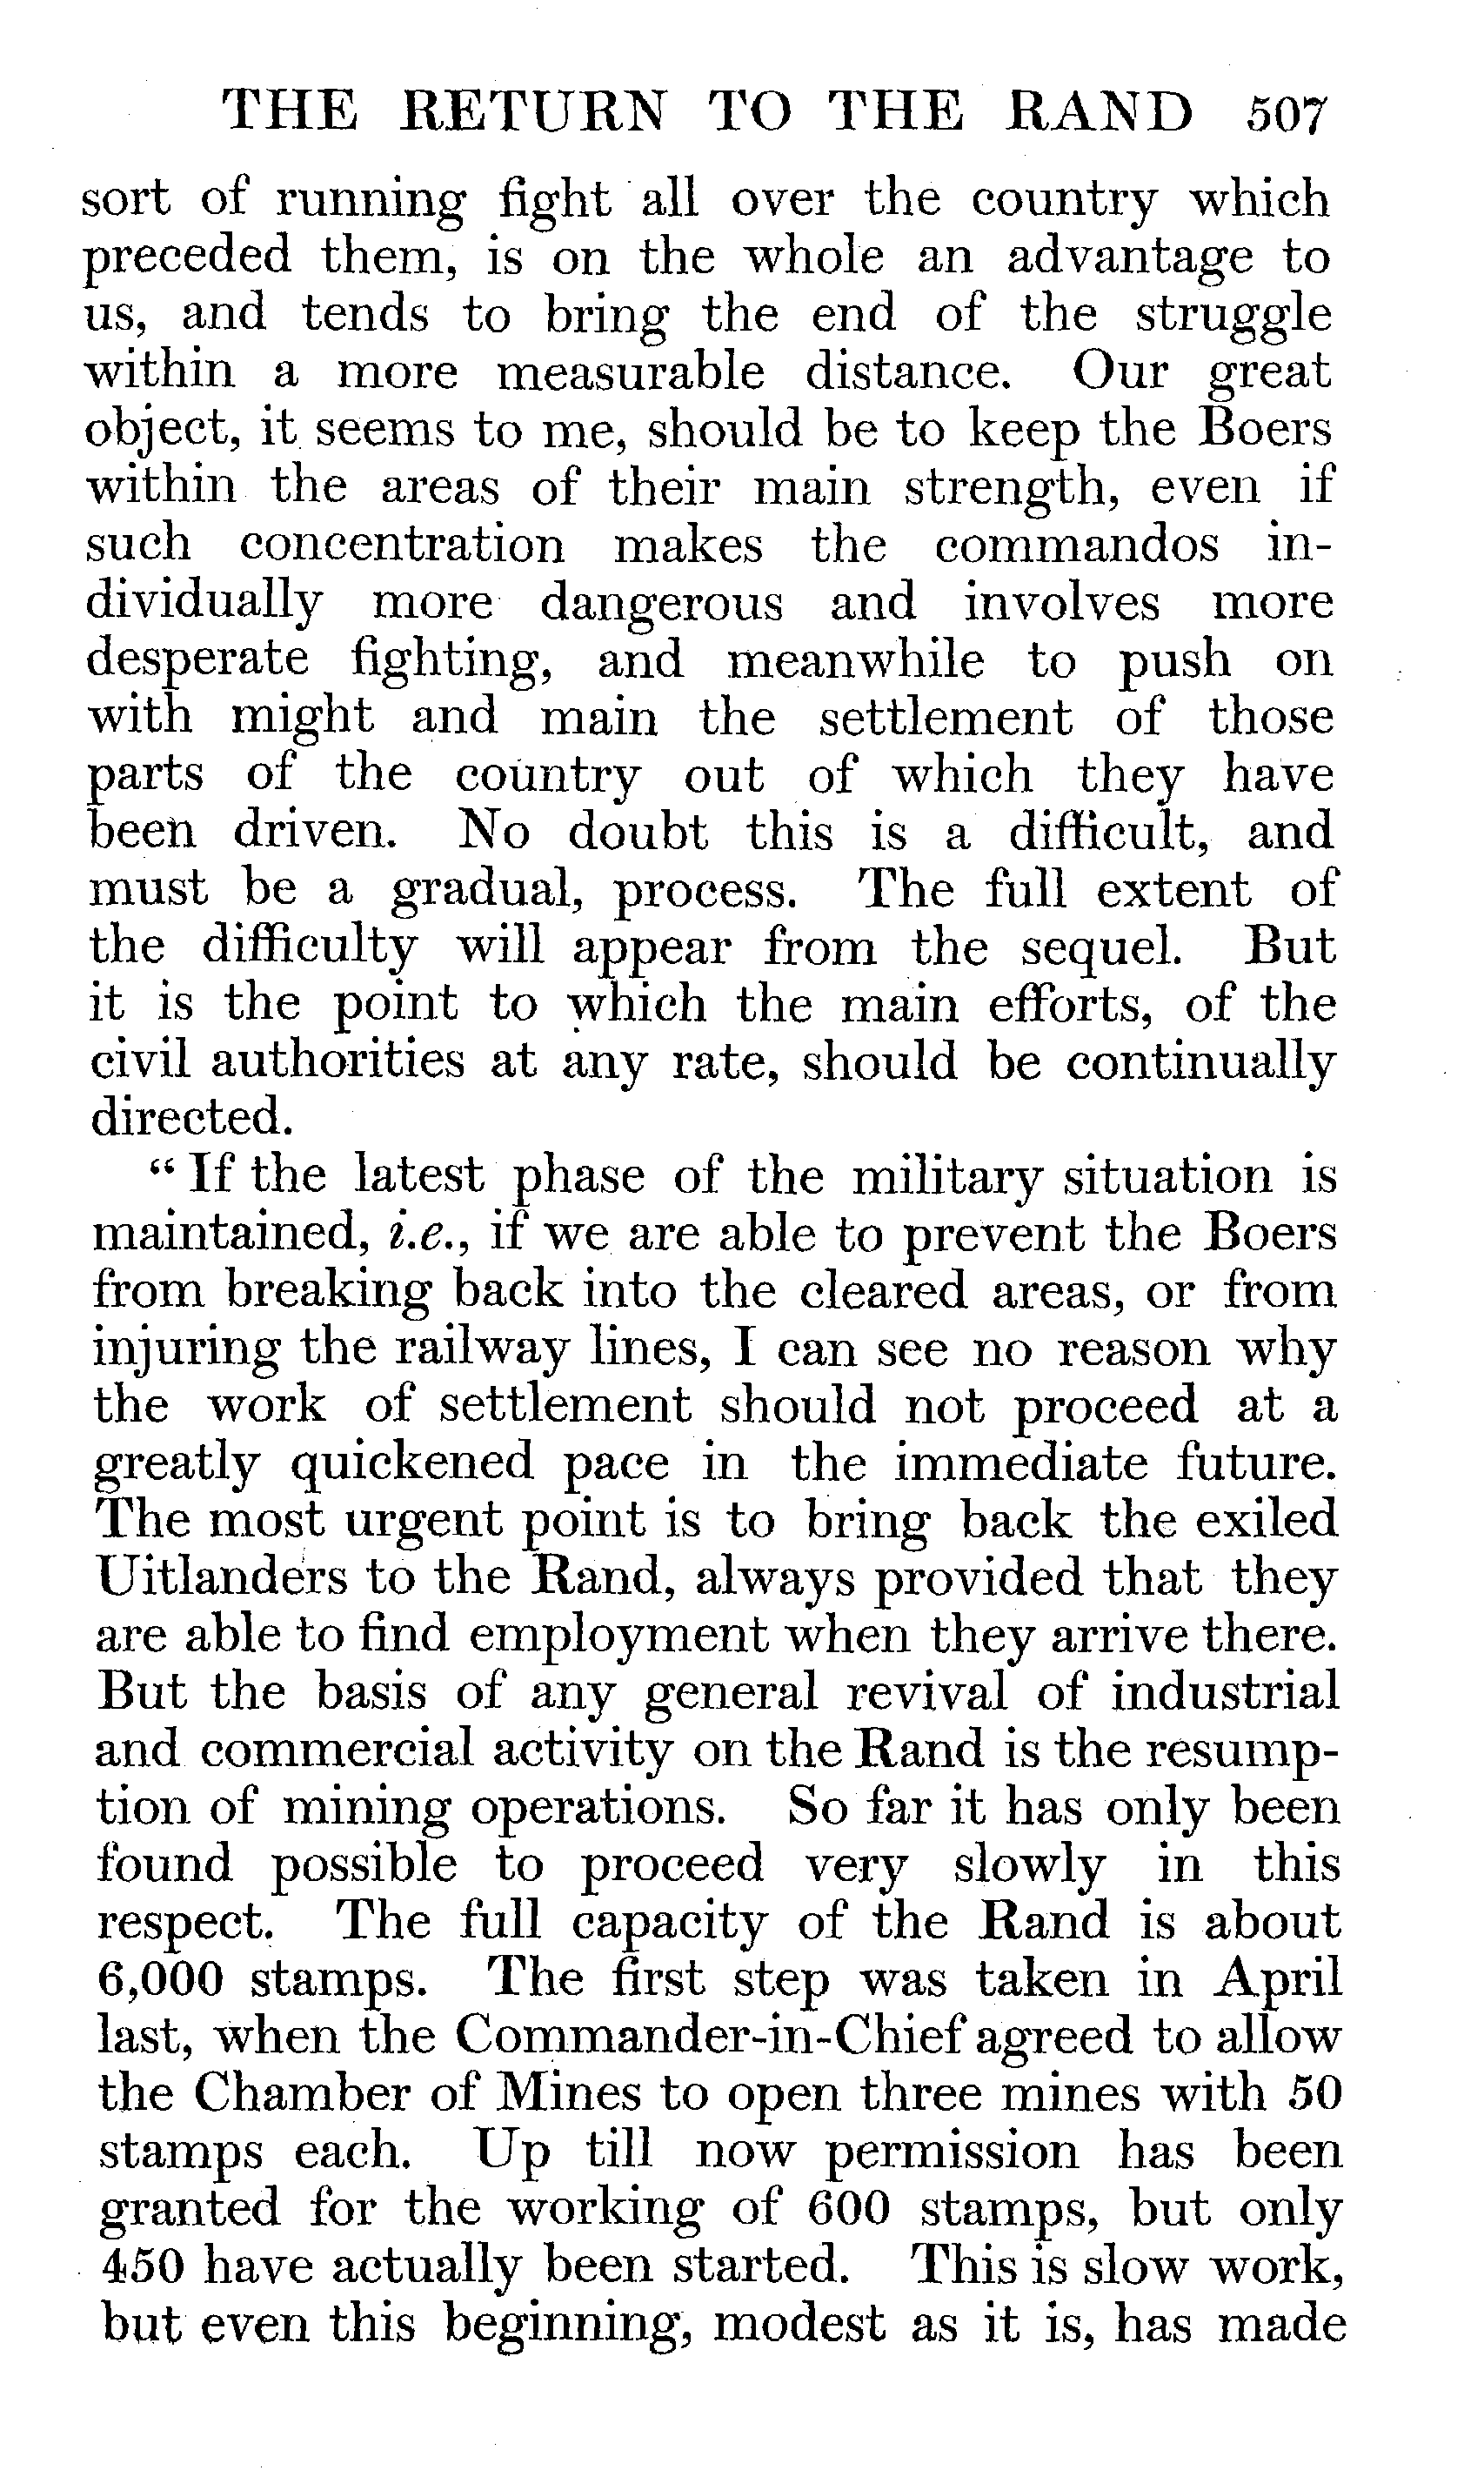 THE RETURN TO THE RAND 507
sort of running fight all over the country which
preceded them, is on the whole an advantage to
us, and tends to bring the end of the struggle
within a more measurable distance. Our great
object, it seems to me, should be to keep the Boers
within the areas of their main strength, even if
such concentration makes the commandos in-
dividually more dangerous and involves more
desperate fighting, and meanwhile to push on
with might and main the settlement of those
parts of the country out of which they have
been driven. No doubt this is a difficult, and
must be a gradual, process. The full extent of
the difficulty will appear from the sequel. But
it is the point to which the main efforts, of the
civil authorities at any rate, should be continually
directed.
“ If the latest phase of the military situation is
maintained, i.e., if we are able to prevent the Boers
from breaking back into the cleared areas, or from
injuring the railway lines, I can see no reason why
the work of settlement should not proceed at a
greatly quickened pace in the immediate future.
The most urgent point is to bring back the exiled
Uitlanders to the Rand, always provided that they
are able to find employment when they arrive there.
But the basis of any general revival of industrial
and commercial activity on the Rand is the resump-
tion of mining operations. So far it has only been
found possible to proceed very slowly in this
respect. The full capacity of the Rand is about
6,000 stamps. The first step was taken in April
last, when the Commander-in-Chief agreed to allow
the Chamber of Mines to open three mines with 50
stamps each. Up till now permission has been
granted for the working of 600 stamps, but only
450 have actually been started. This is slow work,
but even this beginning, modest as it is, has made